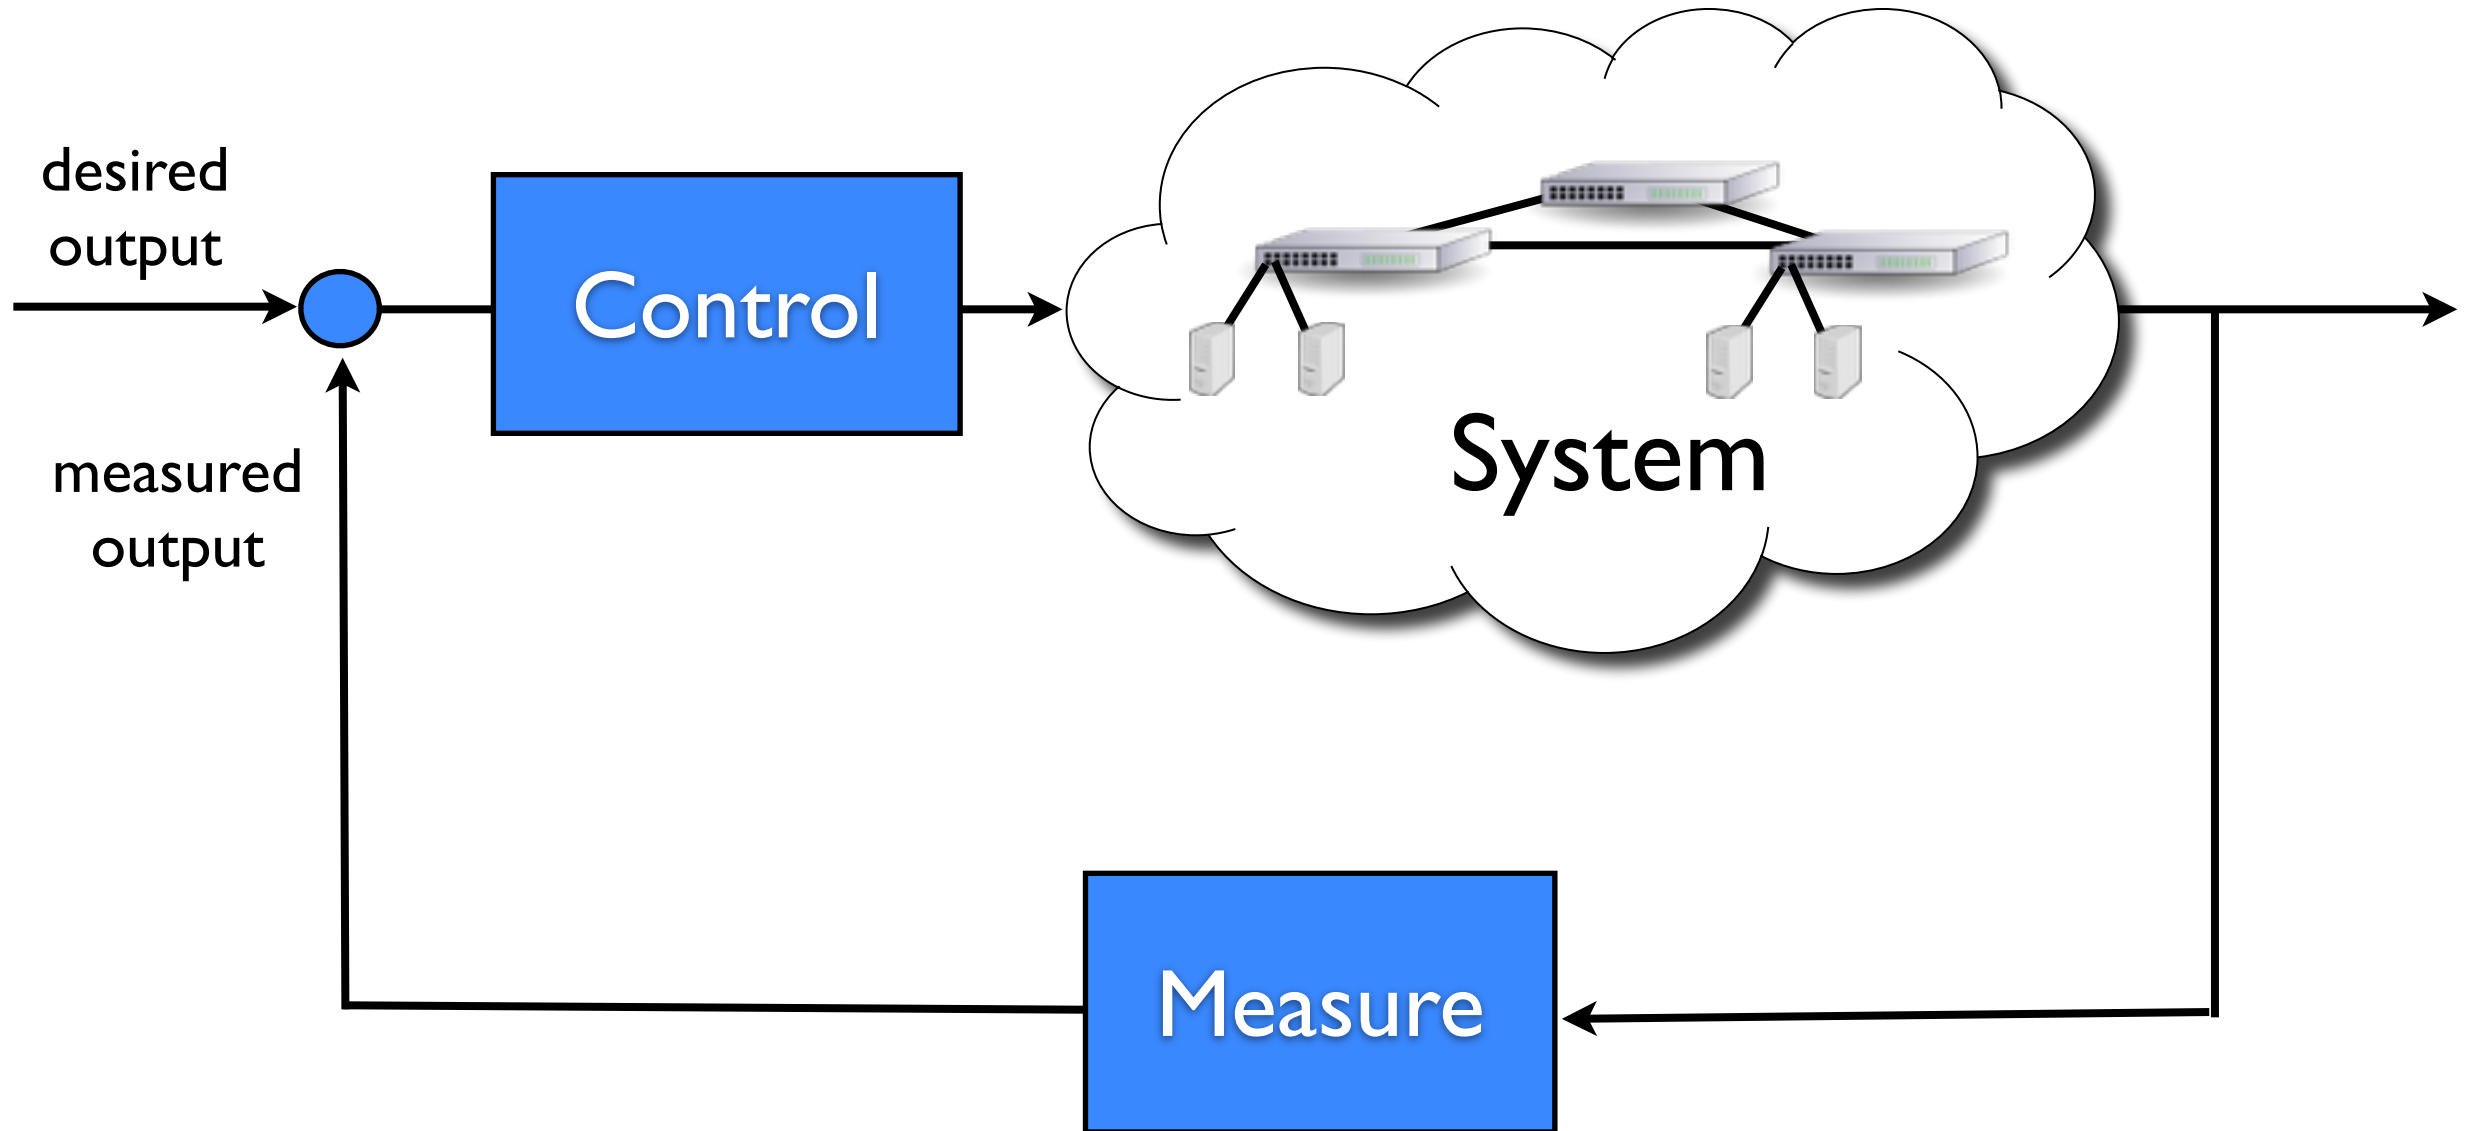 desired
output
Control
System
measured
output
Measure